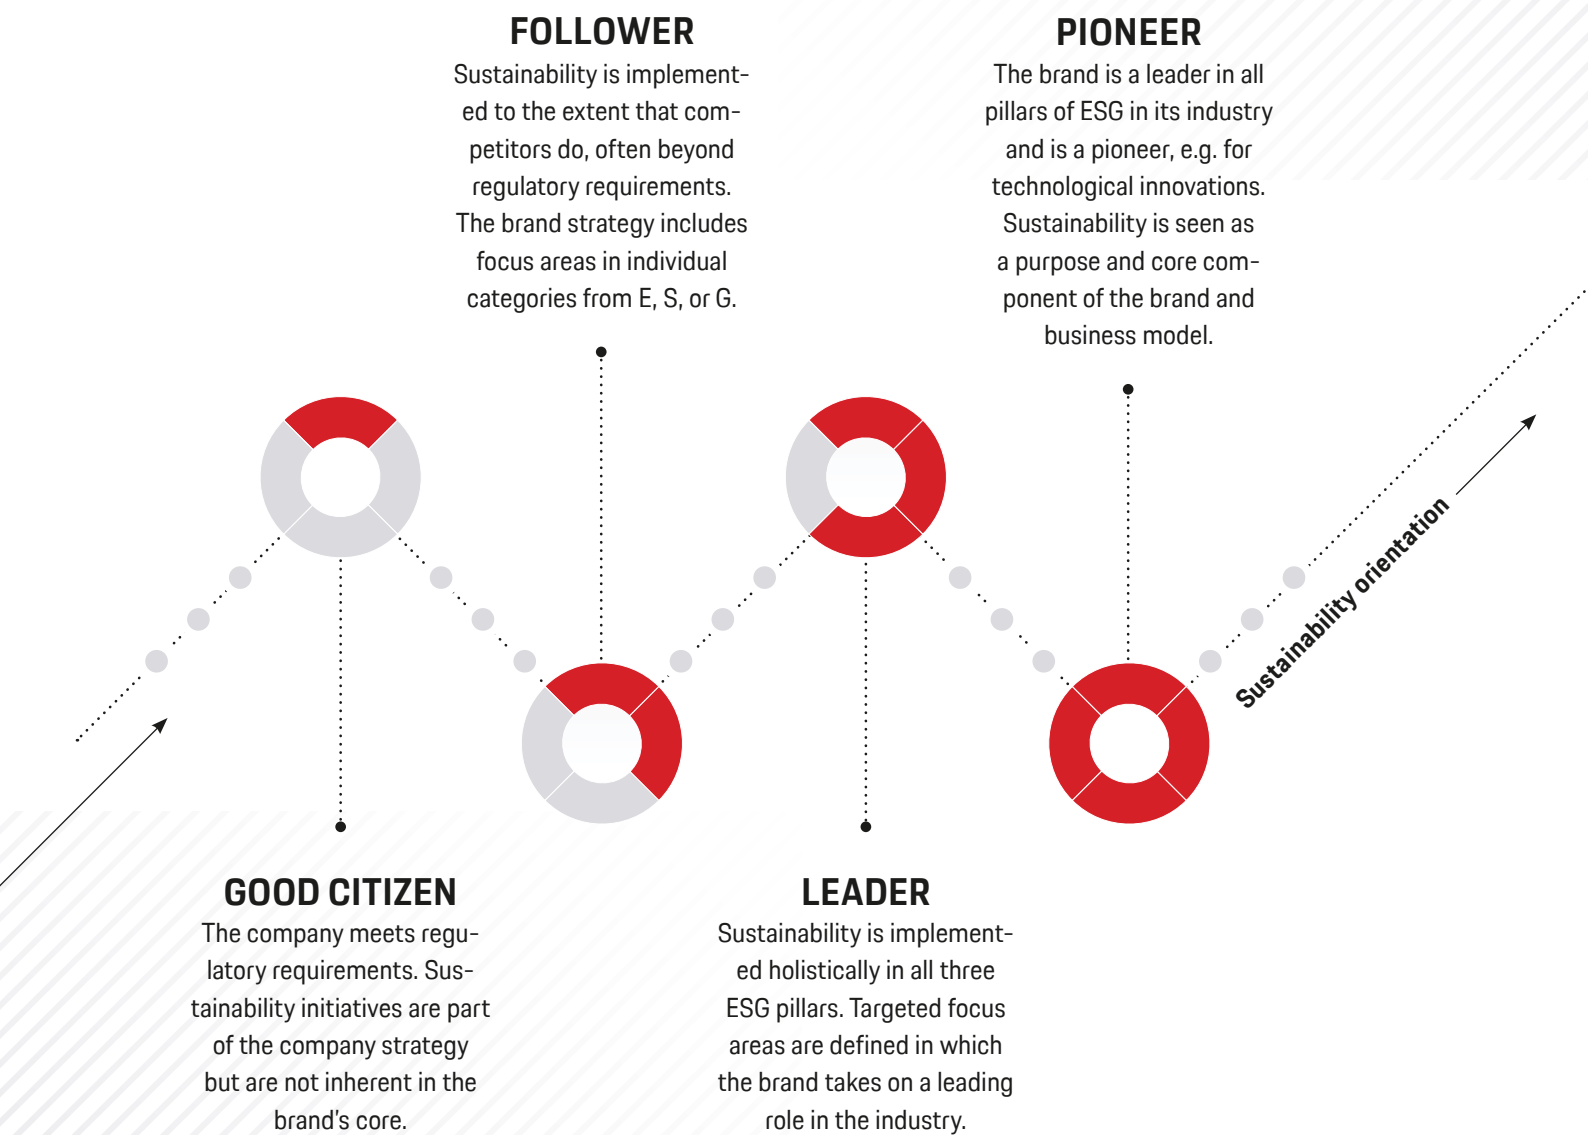 FOLLOWER
Sustainability is implement-
ed to the extent that com-
petitors do, often beyond
regulatory requirements.
The brand strategy includes
focus areas in individual
categories from E, S, or G.
PIONEER
The brand is a leader in all
pillars of ESG in its industry
and is a pioneer, e.g. for
technological innovations.
Sustainability is seen as
a purpose and core com-
ponent of the brand and
business model.
Sustainability orientation
GOOD CITIZEN
The company meets regu-
latory requirements. Sus-
tainability initiatives are part
of the company strategy
but are not inherent in the
brand's core.
LEADER
Sustainability is implement-
ed holistically in all three
ESG pillars. Targeted focus
areas are defined in which
the brand takes on a leading
role in the industry.